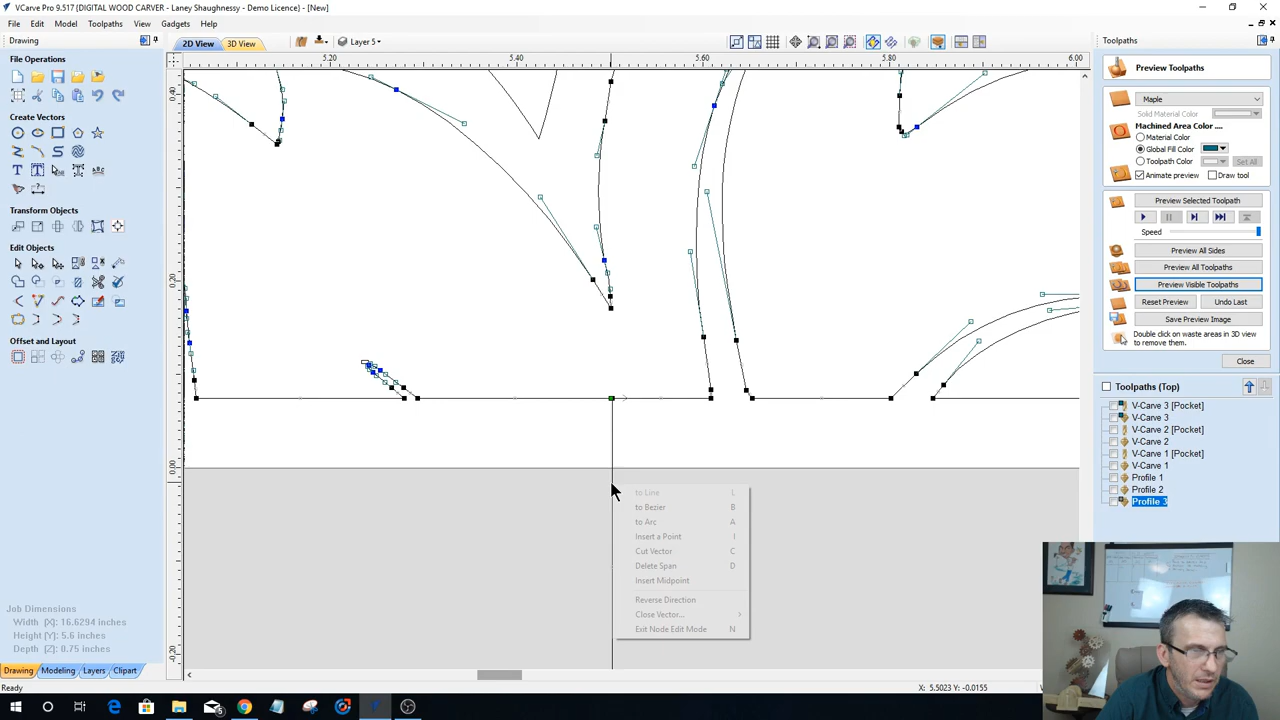 VCarve Pro 9.517 {DIGITAL WOOD CARVER} - Laney Shaughnessy - Demo Licence} - [New]
File Edit Model Toolpaths View Gadgets Help
Drawing
2D View 3D View Layer 5
Toolpaths
5.20 5.40 5.60 5.80 6.00
0.40
0.20
0.00
-0.20
File Operations
Create Vectors
Transform Objects
Edit Objects
Offset and Layout
Job Dimensions
Width (X): 16.6294 inches
Height (Y): 5.6 inches
Depth (Z): 0.75 inches
Drawing Modeling Layers Clipart
Ready
X: 5.5023 Y: -0.0155
to Line L
to Bezier B
to Arc A
Insert a Point I
Cut Vector C
Delete Span D
Insert Midpoint
Reverse Direction
Close Vector...
Exit Node Edit Mode N
Preview Toolpaths
Maple
Solid Material Color
Machined Area Color ....
Material Color
Global Fill Color
Toolpath Color Set All
Animate preview Draw tool
Preview Selected Toolpath
Speed
Preview All Sides
Preview All Toolpaths
Preview Visible Toolpaths
Reset Preview Undo Last
Save Preview Image
Double click on waste areas in 3D view
to remove them.
Close
Toolpaths (Top)
V-Carve 3 [Pocket]
V-Carve 3
V-Carve 2 [Pocket]
V-Carve 2
V-Carve 1 [Pocket]
V-Carve 1
Profile 1
Profile 2
Profile 3